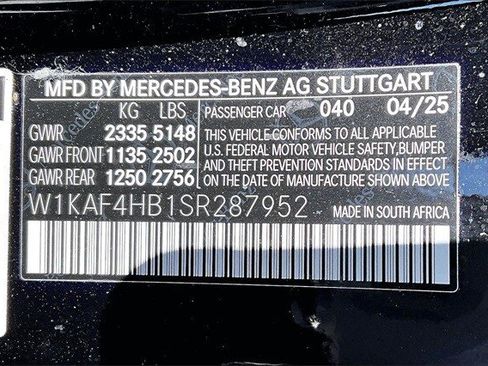 MFD BY MERCEDES-BENZ AG STUTTGART
KG LBS
GVWR 2335 5148
GAWR FRONT 1135 2502
GAWR REAR 1250 2756
PASSENGER CAR 040 04/25
THIS VEHICLE CONFORMS TO ALL APPLICABLE
U.S. FEDERAL MOTOR VEHICLE SAFETY,BUMPER
AND THEFT PREVENTION STANDARDS IN EFFECT
ON THE DATE OF MANUFACTURE SHOWN ABOVE.
W1KAF4HB1SR287952 MADE IN SOUTH AFRICA